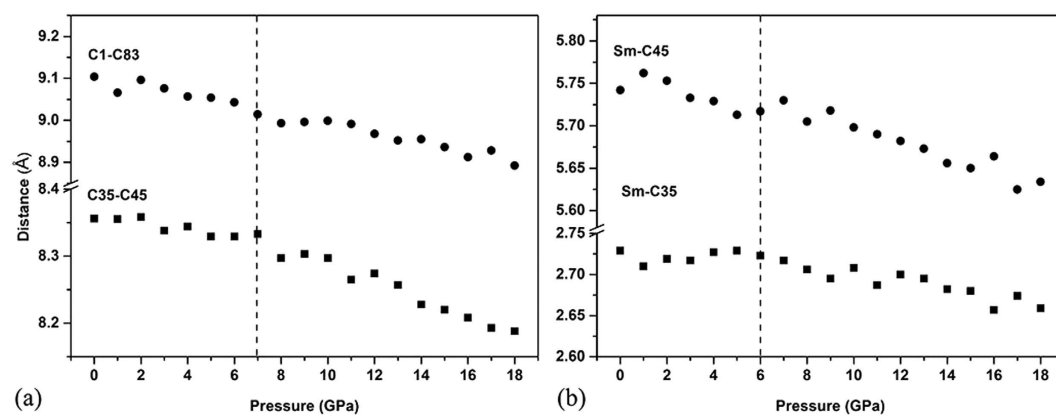 9.2
C1-C83
9.1
9.0
8.9
8.4
C35-C45
8.3
8.2
Distance (Å)
0 2 4 6 8 10 12 14 16 18
(a)
Pressure (GPa)
5.80
Sm-C45
5.75
5.70
5.65
Sm-C35
5.60
2.75
2.70
2.65
2.60
0 2 4 6 8 10 12 14 16 18
(b)
Pressure (GPa)